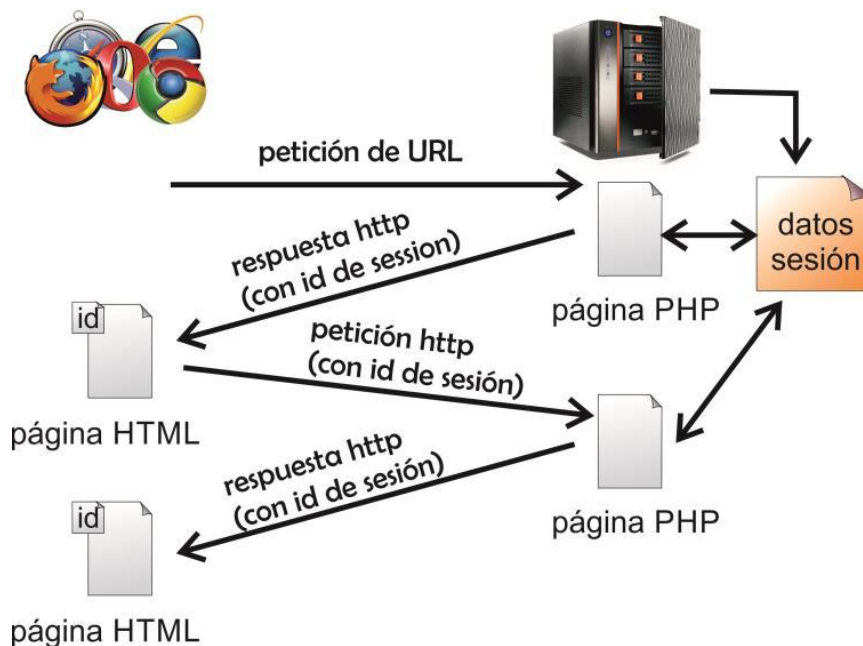 petición de URL
datos
sesión
respuesta http
(con id de session)
página PHP
id
petición http
(con id de sesión)
página HTML
respuesta http
(con id de sesión)
página PHP
id
página HTML